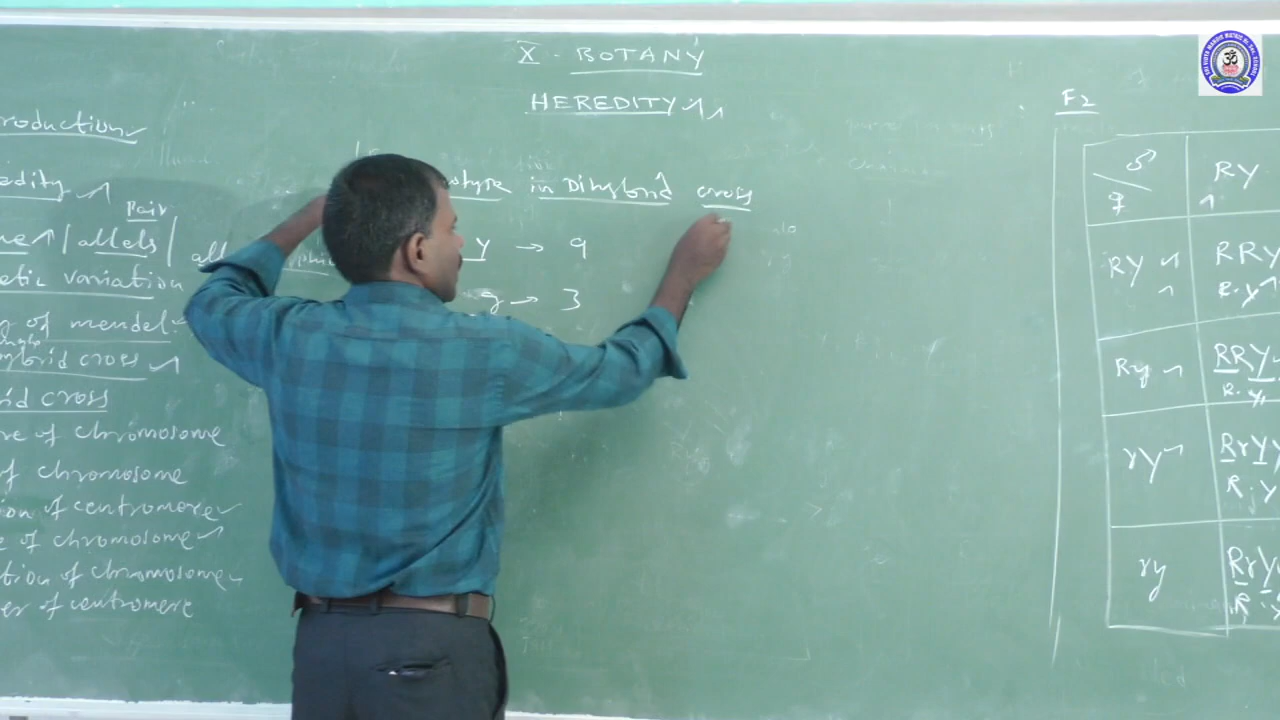 X - BOTANY
HEREDITY
roduction
edity
Pair
allels
etic variation
of mendel
hybrid cross
id cross
re of chromosome
of chromosome
ion of centromere
e of chromosome
tion of chromosome
er of centromere
otype in Dihybrid cross
y → 9
g → 3
F2
♂ RY
♀
RY RRY
R.y
Ry RRY
R.y
rY RrY
R.y
ry RrY
R.y